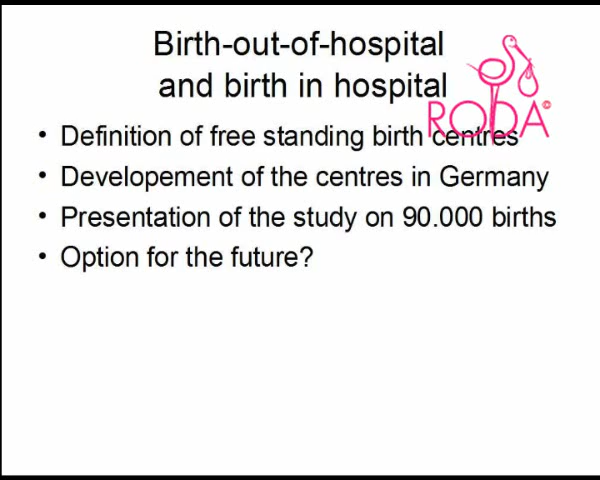 Birth-out-of-hospital
and birth in hospital
RODA©
• Definition of free standing birth centres
• Developement of the centres in Germany
• Presentation of the study on 90.000 births
• Option for the future?